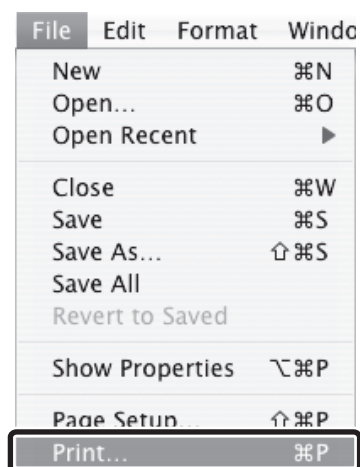 File Edit Format Windo
New ⌘N
Open... ⌘O
Open Recent ▶
Close ⌘W
Save ⌘S
Save As... ⇧⌘S
Save All
Revert to Saved
Show Properties ⌥⌘P
Page Setup... ⇧⌘P
Print... ⌘P